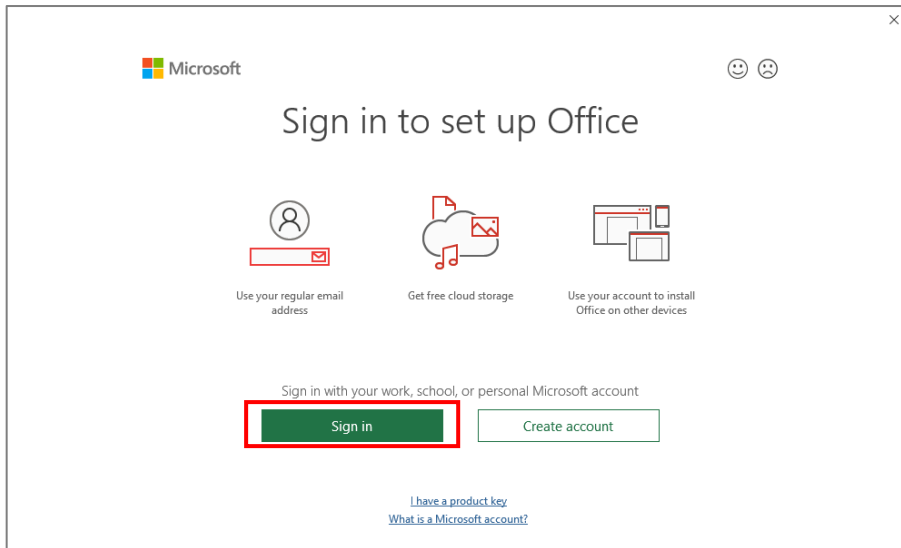 Microsoft
Sign in to set up Office
Use your regular email
address
Get free cloud storage
Use your account to install
Office on other devices
Sign in with your work, school, or personal Microsoft account
Sign in
Create account
I have a product key
What is a Microsoft account?